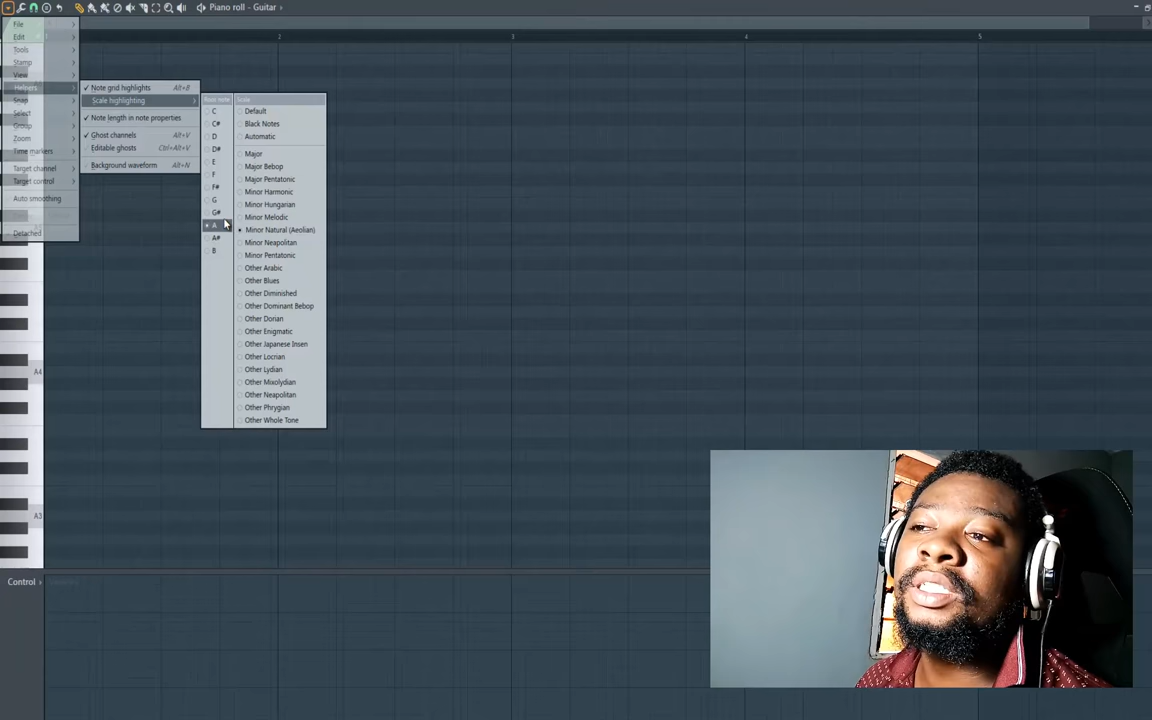 Piano roll - Guitar
2
3
4
5
File
Edit
Tools
Stamp
View
Helpers
Snap
Select
Group
Zoom
Time markers
Target channel
Target control
Auto smoothing
Detached
Note grid highlights Alt+B
Scale highlighting
Note length in note properties
Ghost channels Alt+V
Editable ghosts Ctrl+Alt+V
Background waveform Alt+N
Root note
C
C#
D
D#
E
F
F#
G
G#
A
A#
B
Scale
Default
Black Notes
Automatic
Major
Major Bebop
Major Pentatonic
Minor Harmonic
Minor Hungarian
Minor Melodic
Minor Natural (Aeolian)
Minor Neapolitan
Minor Pentatonic
Other Arabic
Other Blues
Other Diminished
Other Dominant Bebop
Other Dorian
Other Enigmatic
Other Japanese Insen
Other Locrian
Other Lydian
Other Mixolydian
Other Neapolitan
Other Phrygian
Other Whole Tone
A4
A3
Control